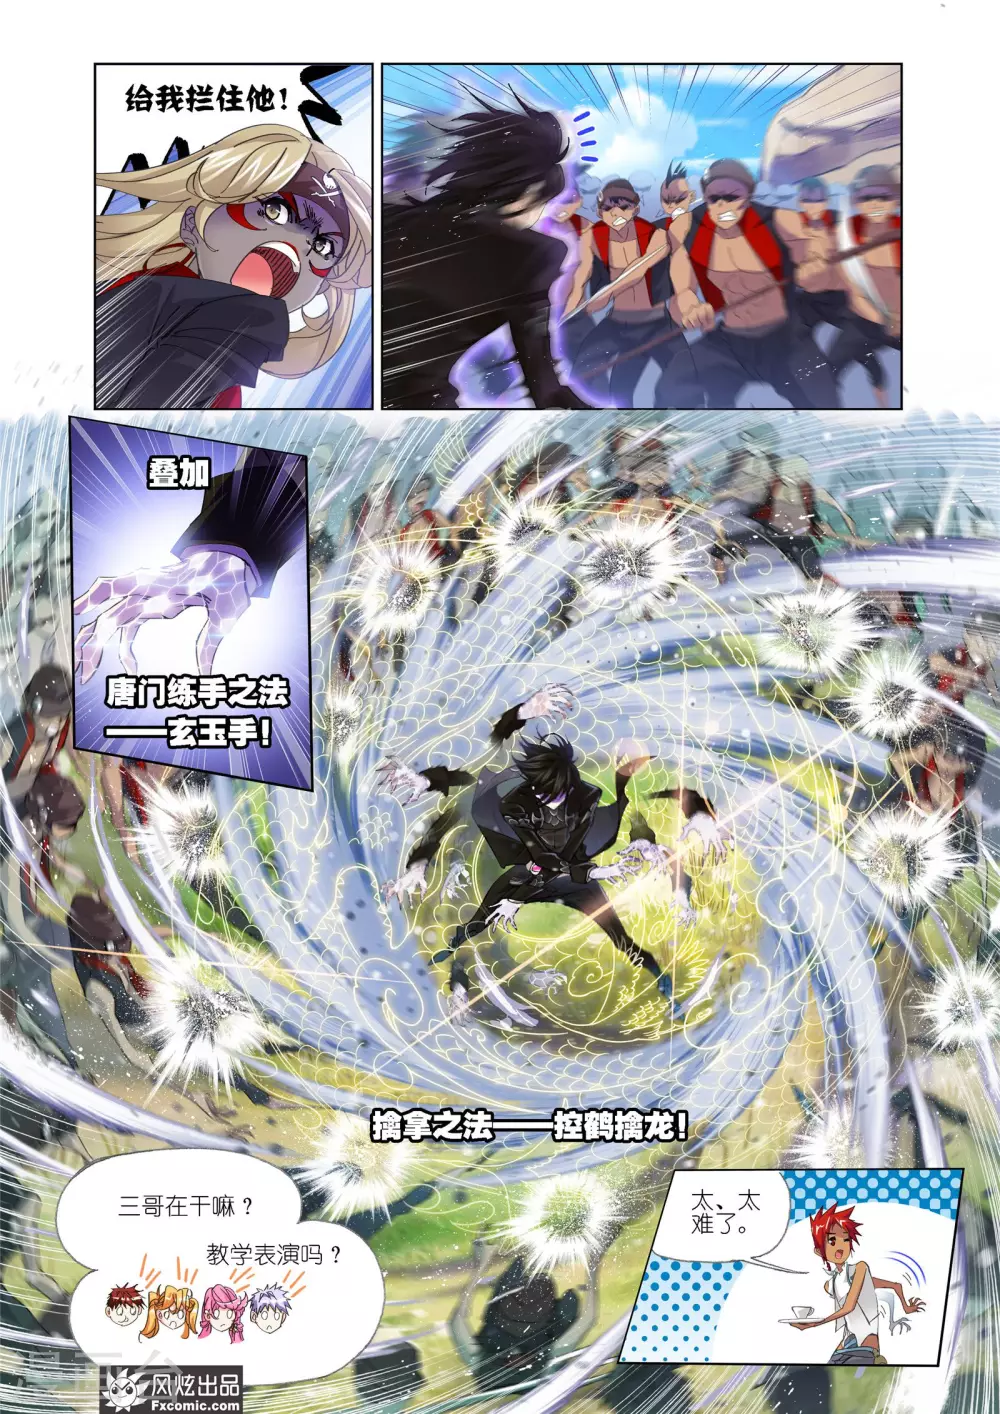 给我拦住他！
叠加
唐门练手之法
——玄玉手！
擒拿之法——控鹤擒龙！
三哥在干嘛？
教学表演吗？
太、太
难了。
风炫出品
Fxcomic.com